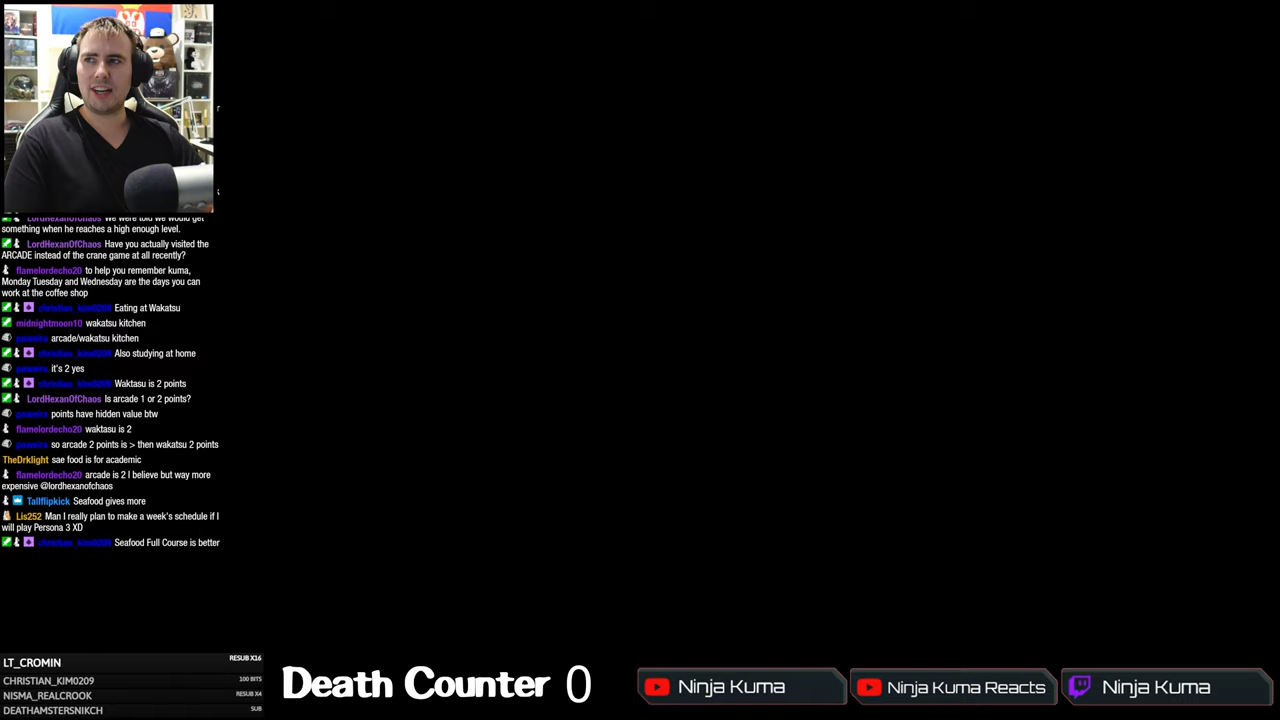 LordHexanOfChaos We were told we would get
something when he reaches a high enough level.
LordHexanOfChaos Have you actually visited the
ARCADE instead of the crane game at all recently?
flamelordecho20 to help you remember kuma,
Monday Tuesday and Wednesday are the days you can
work at the coffee shop
christian_kim0209 Eating at Wakatsu
midnightmoon10 wakatsu kitchen
arcade/wakatsu kitchen
christian_kim0209 Also studying at home
it's 2 yes
christian_kim0209 Waktasu is 2 points
LordHexanOfChaos Is arcade 1 or 2 points?
points have hidden value btw
flamelordecho20 waktasu is 2
so arcade 2 points is > then wakatsu 2 points
TheDrklight sae food is for academic
flamelordecho20 arcade is 2 I believe but way more
expensive @lordhexanofchaos
Tallflipkick Seafood gives more
Lis252 Man I really plan to make a week's schedule if I
will play Persona 3 XD
christian_kim0209 Seafood Full Course is better
LT_CROMIN RESUB X16
CHRISTIAN_KIM0209 100 BITS
NISMA_REALCROOK RESUB X4
DEATHAMSTERSNIKCH SUB
Death Counter 0
Ninja Kuma
Ninja Kuma Reacts
Ninja Kuma